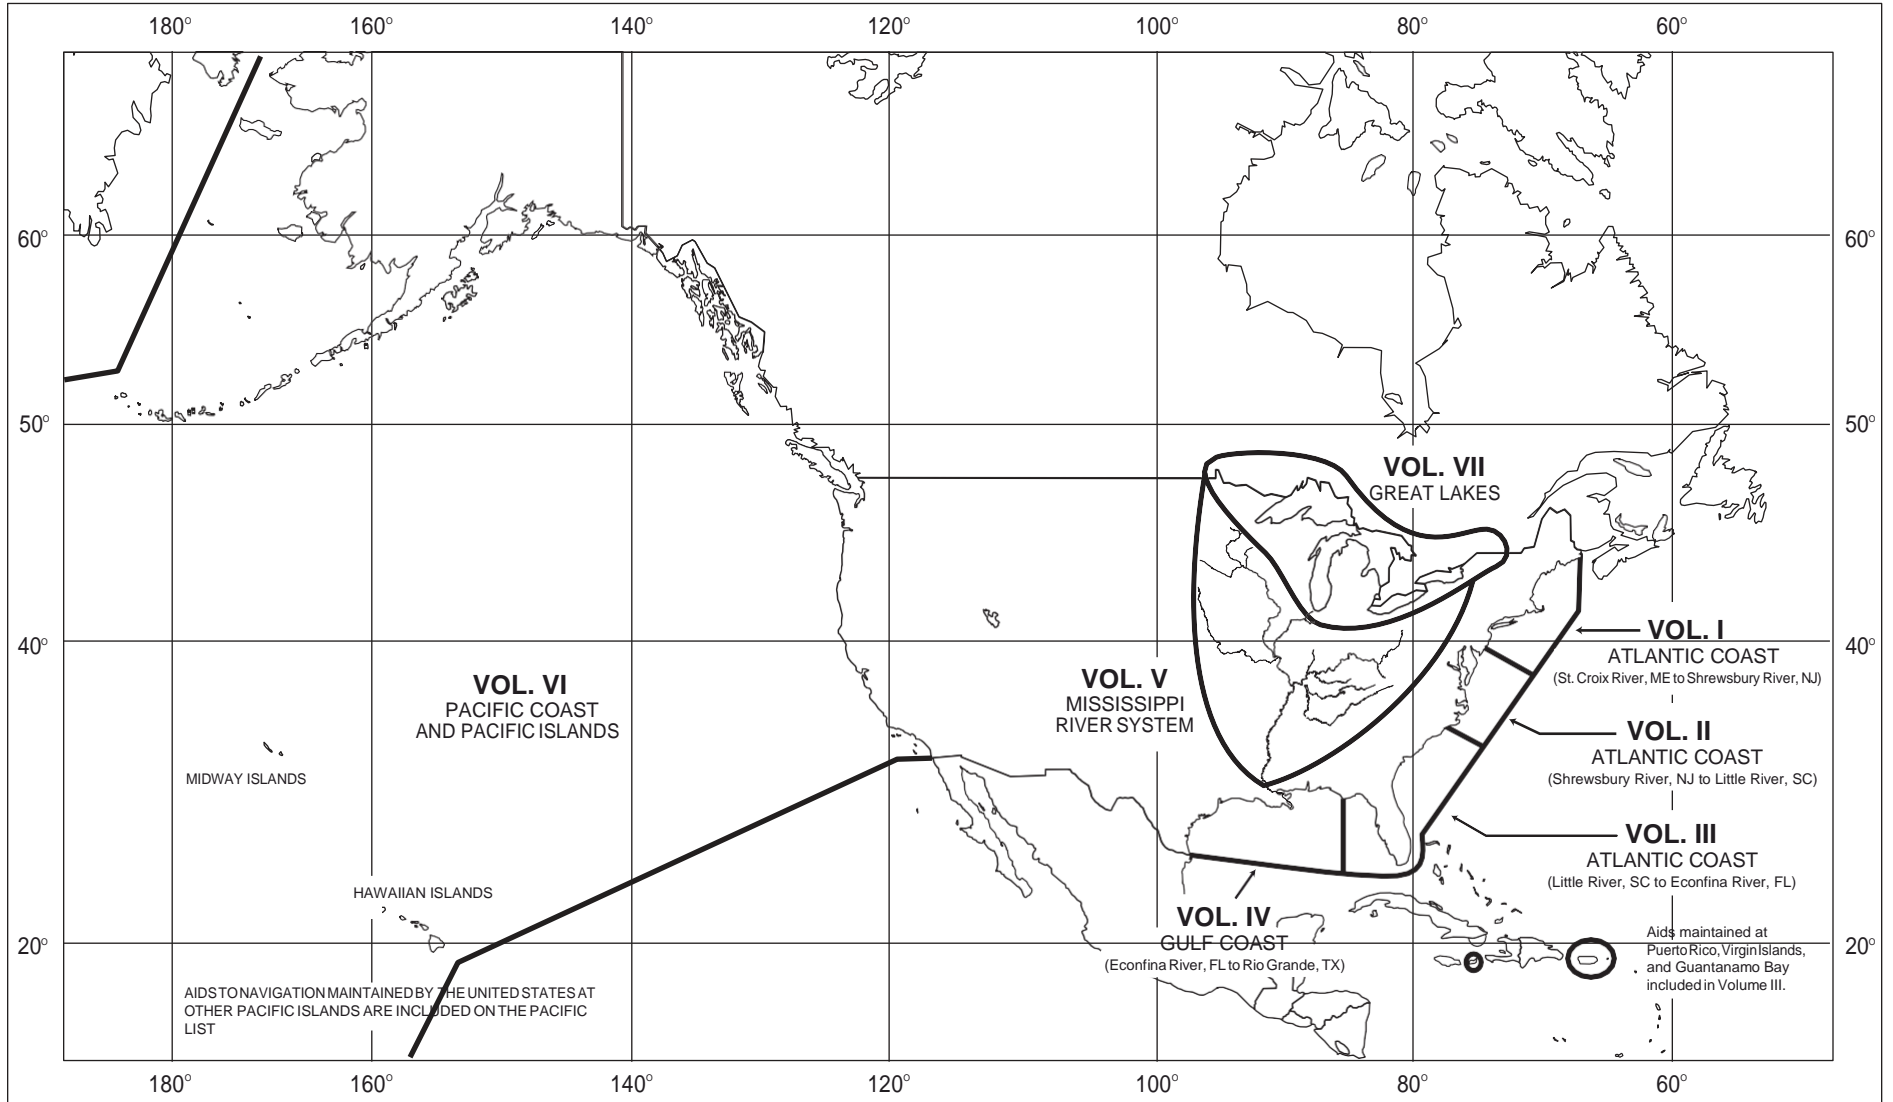 180° 160° 140° 120° 100° 80° 60°
60° 60°
50° 50°
VOL. VII
GREAT LAKES
40° 40°
VOL. I
ATLANTIC COAST
(St. Croix River, ME to Shrewsbury River, NJ)
VOL. VI
PACIFIC COAST
AND PACIFIC ISLANDS
VOL. V
MISSISSIPPI
RIVER SYSTEM
VOL. II
ATLANTIC COAST
(Shrewsbury River, NJ to Little River, SC)
MIDWAY ISLANDS
VOL. III
ATLANTIC COAST
(Little River, SC to Econfina River, FL)
HAWAIIAN ISLANDS
VOL. IV
GULF COAST
(Econfina River, FL to Rio Grande, TX)
20° 20°
Aids maintained at
Puerto Rico, Virgin Islands,
and Guantanamo Bay
included in Volume III.
AIDS TO NAVIGATION MAINTAINED BY THE UNITED STATES AT
OTHER PACIFIC ISLANDS ARE INCLUDED ON THE PACIFIC
LIST
180° 160° 140° 120° 100° 80° 60°